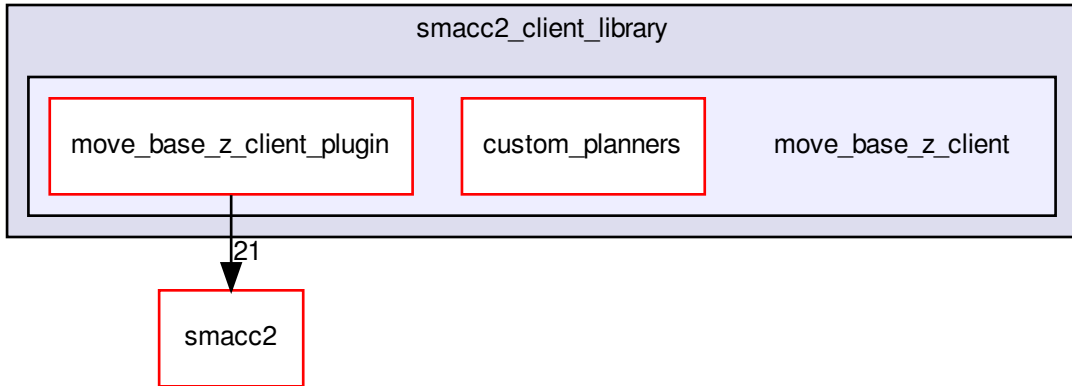 smacc2_client_library
move_base_z_client_plugin
custom_planners
move_base_z_client
21
smacc2